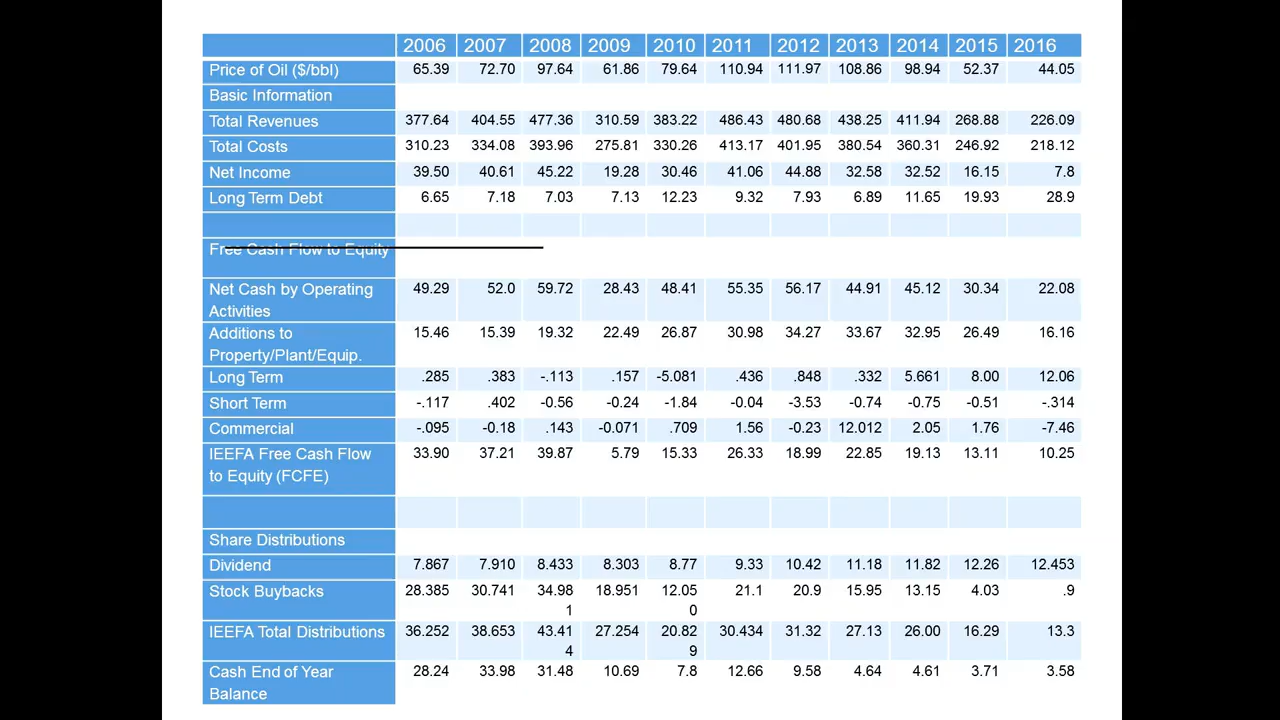 2006 2007 2008 2009 2010 2011 2012 2013 2014 2015 2016
Price of Oil ($/bbl) 65.39 72.70 97.64 61.86 79.64 110.94 111.97 108.86 98.94 52.37 44.05
Basic Information
Total Revenues 377.64 404.55 477.36 310.59 383.22 486.43 480.68 438.25 411.94 268.88 226.09
Total Costs 310.23 334.08 393.96 275.81 330.26 413.17 401.95 380.54 360.31 246.92 218.12
Net Income 39.50 40.61 45.22 19.28 30.46 41.06 44.88 32.58 32.52 16.15 7.8
Long Term Debt 6.65 7.18 7.03 7.13 12.23 9.32 7.93 6.89 11.65 19.93 28.9
Free Cash Flow to Equity
Net Cash by Operating 49.29 52.0 59.72 28.43 48.41 55.35 56.17 44.91 45.12 30.34 22.08
Activities
Additions to 15.46 15.39 19.32 22.49 26.87 30.98 34.27 33.67 32.95 26.49 16.16
Property/Plant/Equip.
Long Term .285 .383 -.113 .157 -5.081 .436 .848 .332 5.661 8.00 12.06
Short Term -.117 .402 -0.56 -0.24 -1.84 -0.04 -3.53 -0.74 -0.75 -0.51 -.314
Commercial -.095 -0.18 .143 -0.071 .709 1.56 -0.23 12.012 2.05 1.76 -7.46
IEEFA Free Cash Flow 33.90 37.21 39.87 5.79 15.33 26.33 18.99 22.85 19.13 13.11 10.25
to Equity (FCFE)
Share Distributions
Dividend 7.867 7.910 8.433 8.303 8.77 9.33 10.42 11.18 11.82 12.26 12.453
Stock Buybacks 28.385 30.741 34.98 18.951 12.05 21.1 20.9 15.95 13.15 4.03 .9
1 0
IEEFA Total Distributions 36.252 38.653 43.41 27.254 20.82 30.434 31.32 27.13 26.00 16.29 13.3
4 9
Cash End of Year 28.24 33.98 31.48 10.69 7.8 12.66 9.58 4.64 4.61 3.71 3.58
Balance